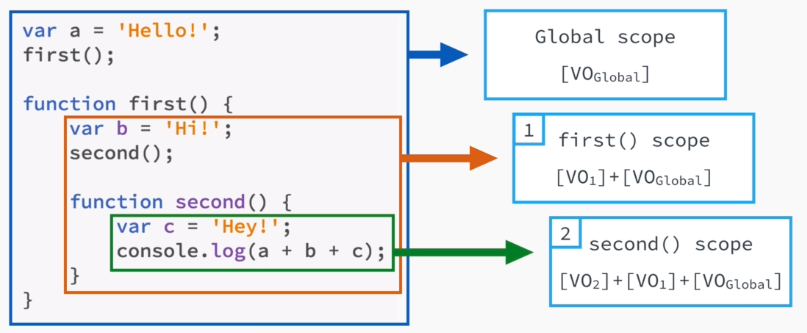 var a = 'Hello!';
first();
function first() {
var b = 'Hi!';
second();
function second() {
var c = 'Hey!';
console.log(a + b + c);
}
}
Global scope
[VOGlobal]
1
first() scope
[VO1]+[VOGlobal]
2
second() scope
[VO2]+[VO1]+[VOGlobal]